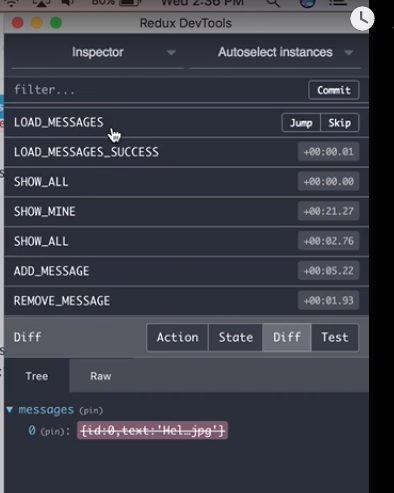 80% Wed 2:36 PM
Redux DevTools
Inspector Autoselect instances
filter... Commit
LOAD_MESSAGES Jump Skip
LOAD_MESSAGES_SUCCESS +00:00.01
SHOW_ALL +00:00.00
SHOW_MINE +00:21.27
SHOW_ALL +00:02.76
ADD_MESSAGE +00:05.22
REMOVE_MESSAGE +00:01.93
Diff Action State Diff Test
Tree Raw
messages (pin)
0 (pin): {id:0,text:'Hel…jpg'}